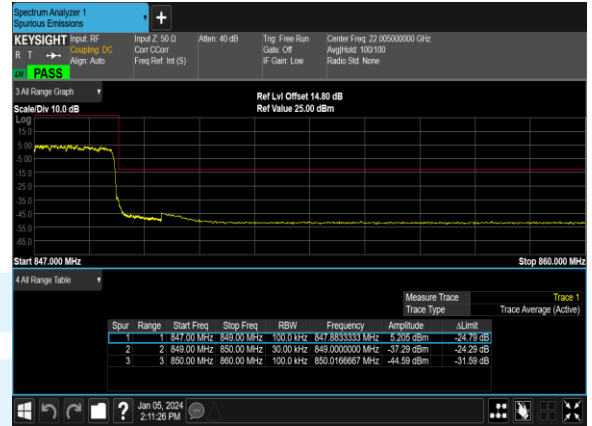 Spectrum Analyzer 1
Spurious Emissions
KEYSIGHT
R T
PASS
Input: RF
Coupling: DC
Align: Auto
Input Z: 50 Ω
Corr CCorr
Freq Ref: Int (S)
Atten: 40 dB
Trig: Free Run
Gate: Off
IF Gain: Low
Center Freq: 22.005000000 GHz
Avg|Hold: 100/100
Radio Std: None
3 All Range Graph
Scale/Div 10.0 dB
Ref Lvl Offset 14.80 dB
Ref Value 25.00 dBm
Log
15.0
5.00
-5.00
-15.0
-25.0
-35.0
-45.0
-55.0
-65.0
Start 847.000 MHz
Stop 860.000 MHz
4 All Range Table
Measure Trace Trace 1
Trace Type Trace Average (Active)
Spur Range Start Freq Stop Freq RBW Frequency Amplitude ΔLimit
1 1 847.00 MHz 849.00 MHz 100.0 kHz 847.8833333 MHz 5.205 dBm -24.79 dB
2 2 849.00 MHz 850.00 MHz 30.00 kHz 849.0000000 MHz -37.29 dBm -24.29 dB
3 3 850.00 MHz 860.00 MHz 100.0 kHz 850.0166667 MHz -44.59 dBm -31.59 dB
?
Jan 05, 2024
2:11:26 PM